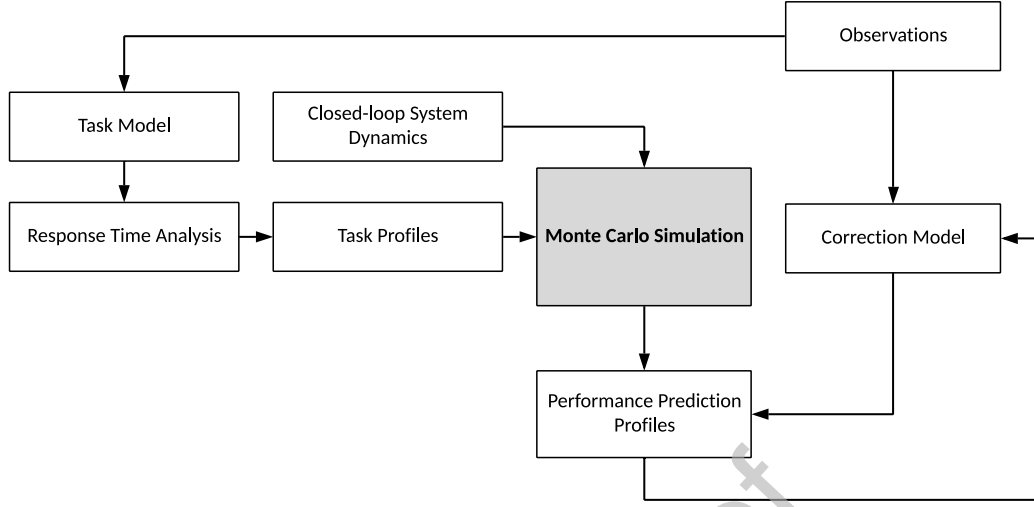 Observations
Task Model
Closed-loop System
Dynamics
Response Time Analysis
Task Profiles
Monte Carlo Simulation
Correction Model
Performance Prediction
Profiles
of